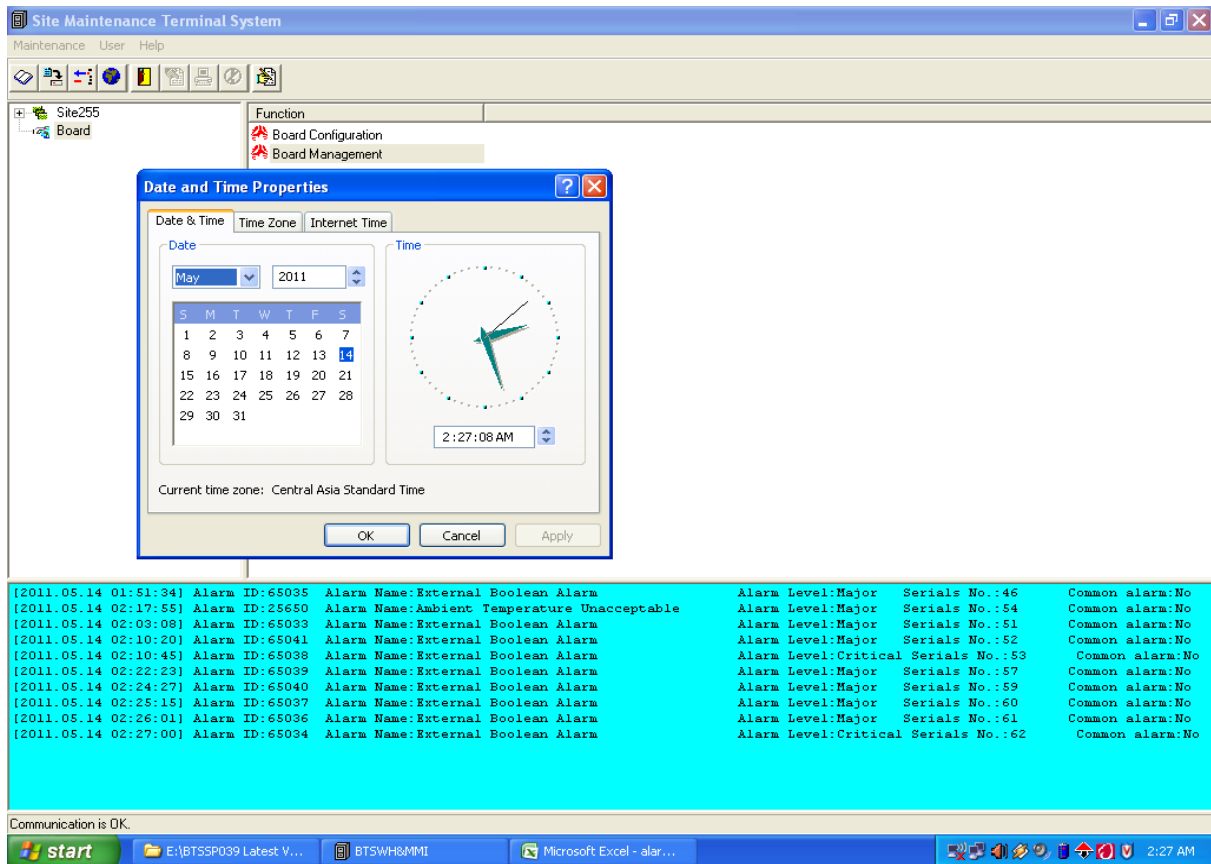 Site Maintenance Terminal System
Maintenance User Help
Site255
Board
Function
Board Configuration
Board Management
Date and Time Properties
Date & Time Time Zone Internet Time
Date
May 2011
S M T W T F S
1 2 3 4 5 6 7
8 9 10 11 12 13 14
15 16 17 18 19 20 21
22 23 24 25 26 27 28
29 30 31
Time
2:27:08 AM
Current time zone: Central Asia Standard Time
OK Cancel Apply
[2011.05.14 01:51:34] Alarm ID:65035 Alarm Name:External Boolean Alarm Alarm Level:Major Serials No.:46 Common alarm:No
[2011.05.14 02:17:55] Alarm ID:25650 Alarm Name:Ambient Temperature Unacceptable Alarm Level:Major Serials No.:54 Common alarm:No
[2011.05.14 02:03:08] Alarm ID:65033 Alarm Name:External Boolean Alarm Alarm Level:Major Serials No.:51 Common alarm:No
[2011.05.14 02:10:20] Alarm ID:65041 Alarm Name:External Boolean Alarm Alarm Level:Major Serials No.:52 Common alarm:No
[2011.05.14 02:10:45] Alarm ID:65038 Alarm Name:External Boolean Alarm Alarm Level:Critical Serials No.:53 Common alarm:No
[2011.05.14 02:22:23] Alarm ID:65039 Alarm Name:External Boolean Alarm Alarm Level:Major Serials No.:57 Common alarm:No
[2011.05.14 02:24:27] Alarm ID:65040 Alarm Name:External Boolean Alarm Alarm Level:Major Serials No.:59 Common alarm:No
[2011.05.14 02:25:15] Alarm ID:65037 Alarm Name:External Boolean Alarm Alarm Level:Major Serials No.:60 Common alarm:No
[2011.05.14 02:26:01] Alarm ID:65036 Alarm Name:External Boolean Alarm Alarm Level:Major Serials No.:61 Common alarm:No
[2011.05.14 02:27:00] Alarm ID:65034 Alarm Name:External Boolean Alarm Alarm Level:Critical Serials No.:62 Common alarm:No
Communication is OK.
start E:\BTSSP039 Latest V... BTSWH&MMI Microsoft Excel - alar... 2:27 AM